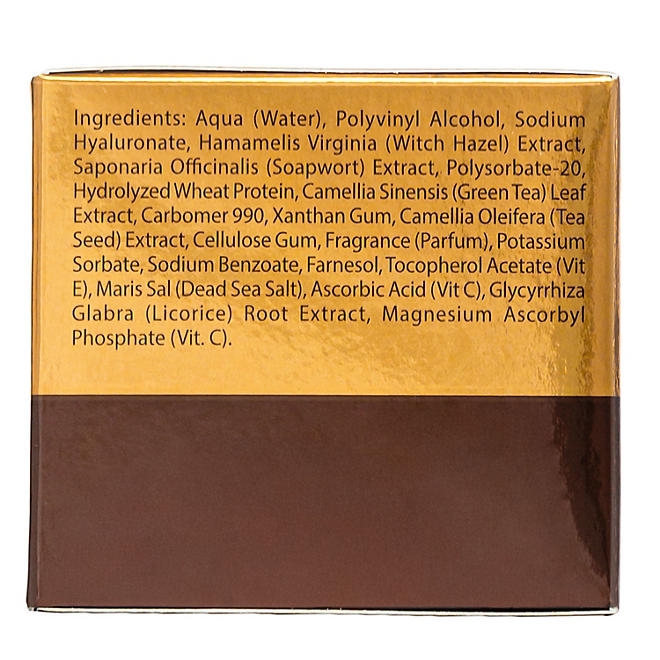 Ingredients: Aqua (Water), Polyvinyl Alcohol, Sodium
Hyaluronate, Hamamelis Virginia (Witch Hazel) Extract,
Saponaria Officinalis (Soapwort) Extract, Polysorbate-20,
Hydrolyzed Wheat Protein, Camellia Sinensis (Green Tea) Leaf
Extract, Carbomer 990, Xanthan Gum, Camellia Oleifera (Tea
Seed) Extract, Cellulose Gum, Fragrance (Parfum), Potassium
Sorbate, Sodium Benzoate, Farnesol, Tocopherol Acetate (Vit
E), Maris Sal (Dead Sea Salt), Ascorbic Acid (Vit C), Glycyrrhiza
Glabra (Licorice) Root Extract, Magnesium Ascorbyl
Phosphate (Vit. C).